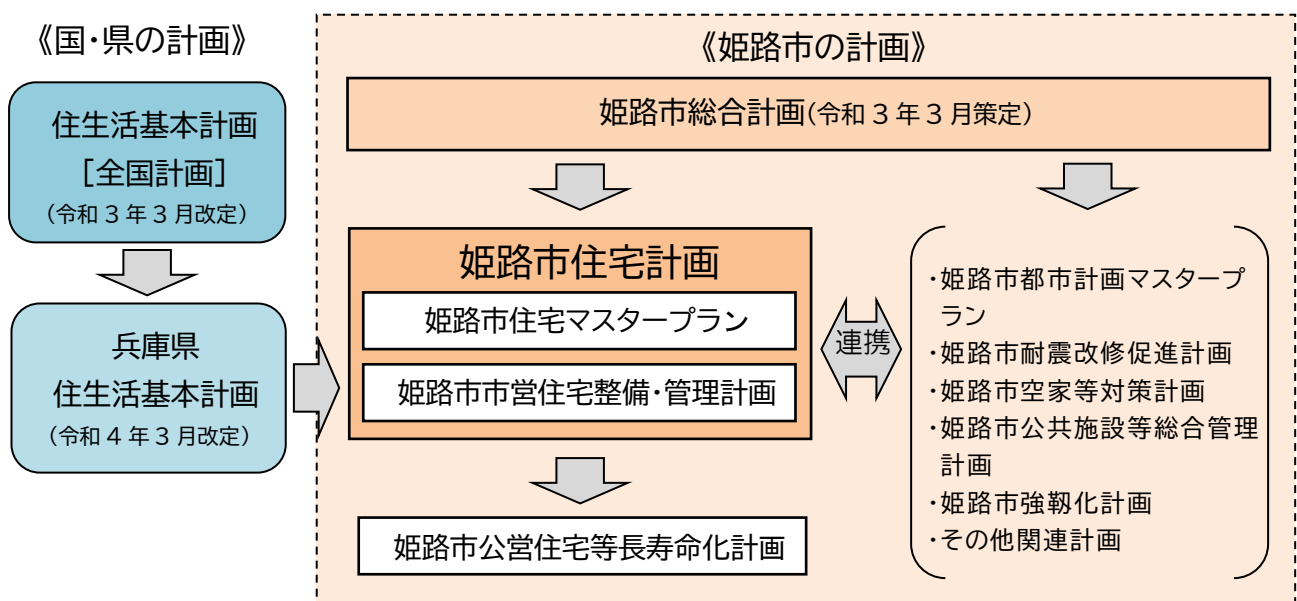 《国・県の計画》
住生活基本計画
[全国計画]
(令和3年3月改定)
兵庫県
住生活基本計画
(令和4年3月改定)
《姫路市の計画》
姫路市総合計画(令和3年3月策定)
姫路市住宅計画
姫路市住宅マスタープラン
姫路市市営住宅整備・管理計画
連携
・姫路市都市計画マスタープ
ラン
・姫路市耐震改修促進計画
・姫路市空家等対策計画
・姫路市公共施設等総合管理
計画
・姫路市強靱化計画
・その他関連計画
姫路市公営住宅等長寿命化計画